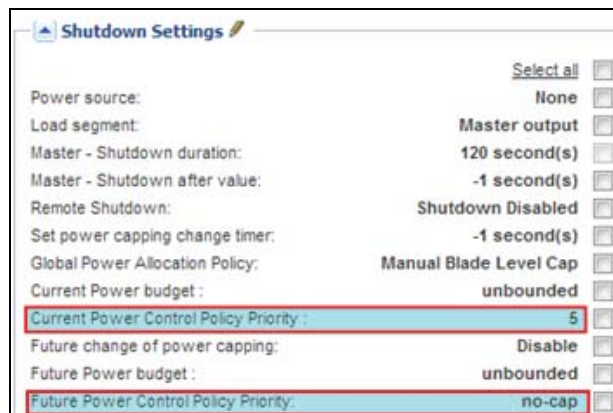 Shutdown Settings
Select all
Power source: None
Load segment: Master output
Master - Shutdown duration: 120 second(s)
Master - Shutdown after value: -1 second(s)
Remote Shutdown: Shutdown Disabled
Set power capping change timer: -1 second(s)
Global Power Allocation Policy: Manual Blade Level Cap
Current Power budget : unbounded
Current Power Control Policy Priority : 5
Future change of power capping: Disable
Future Power budget : unbounded
Future Power Control Policy Priority: no-cap